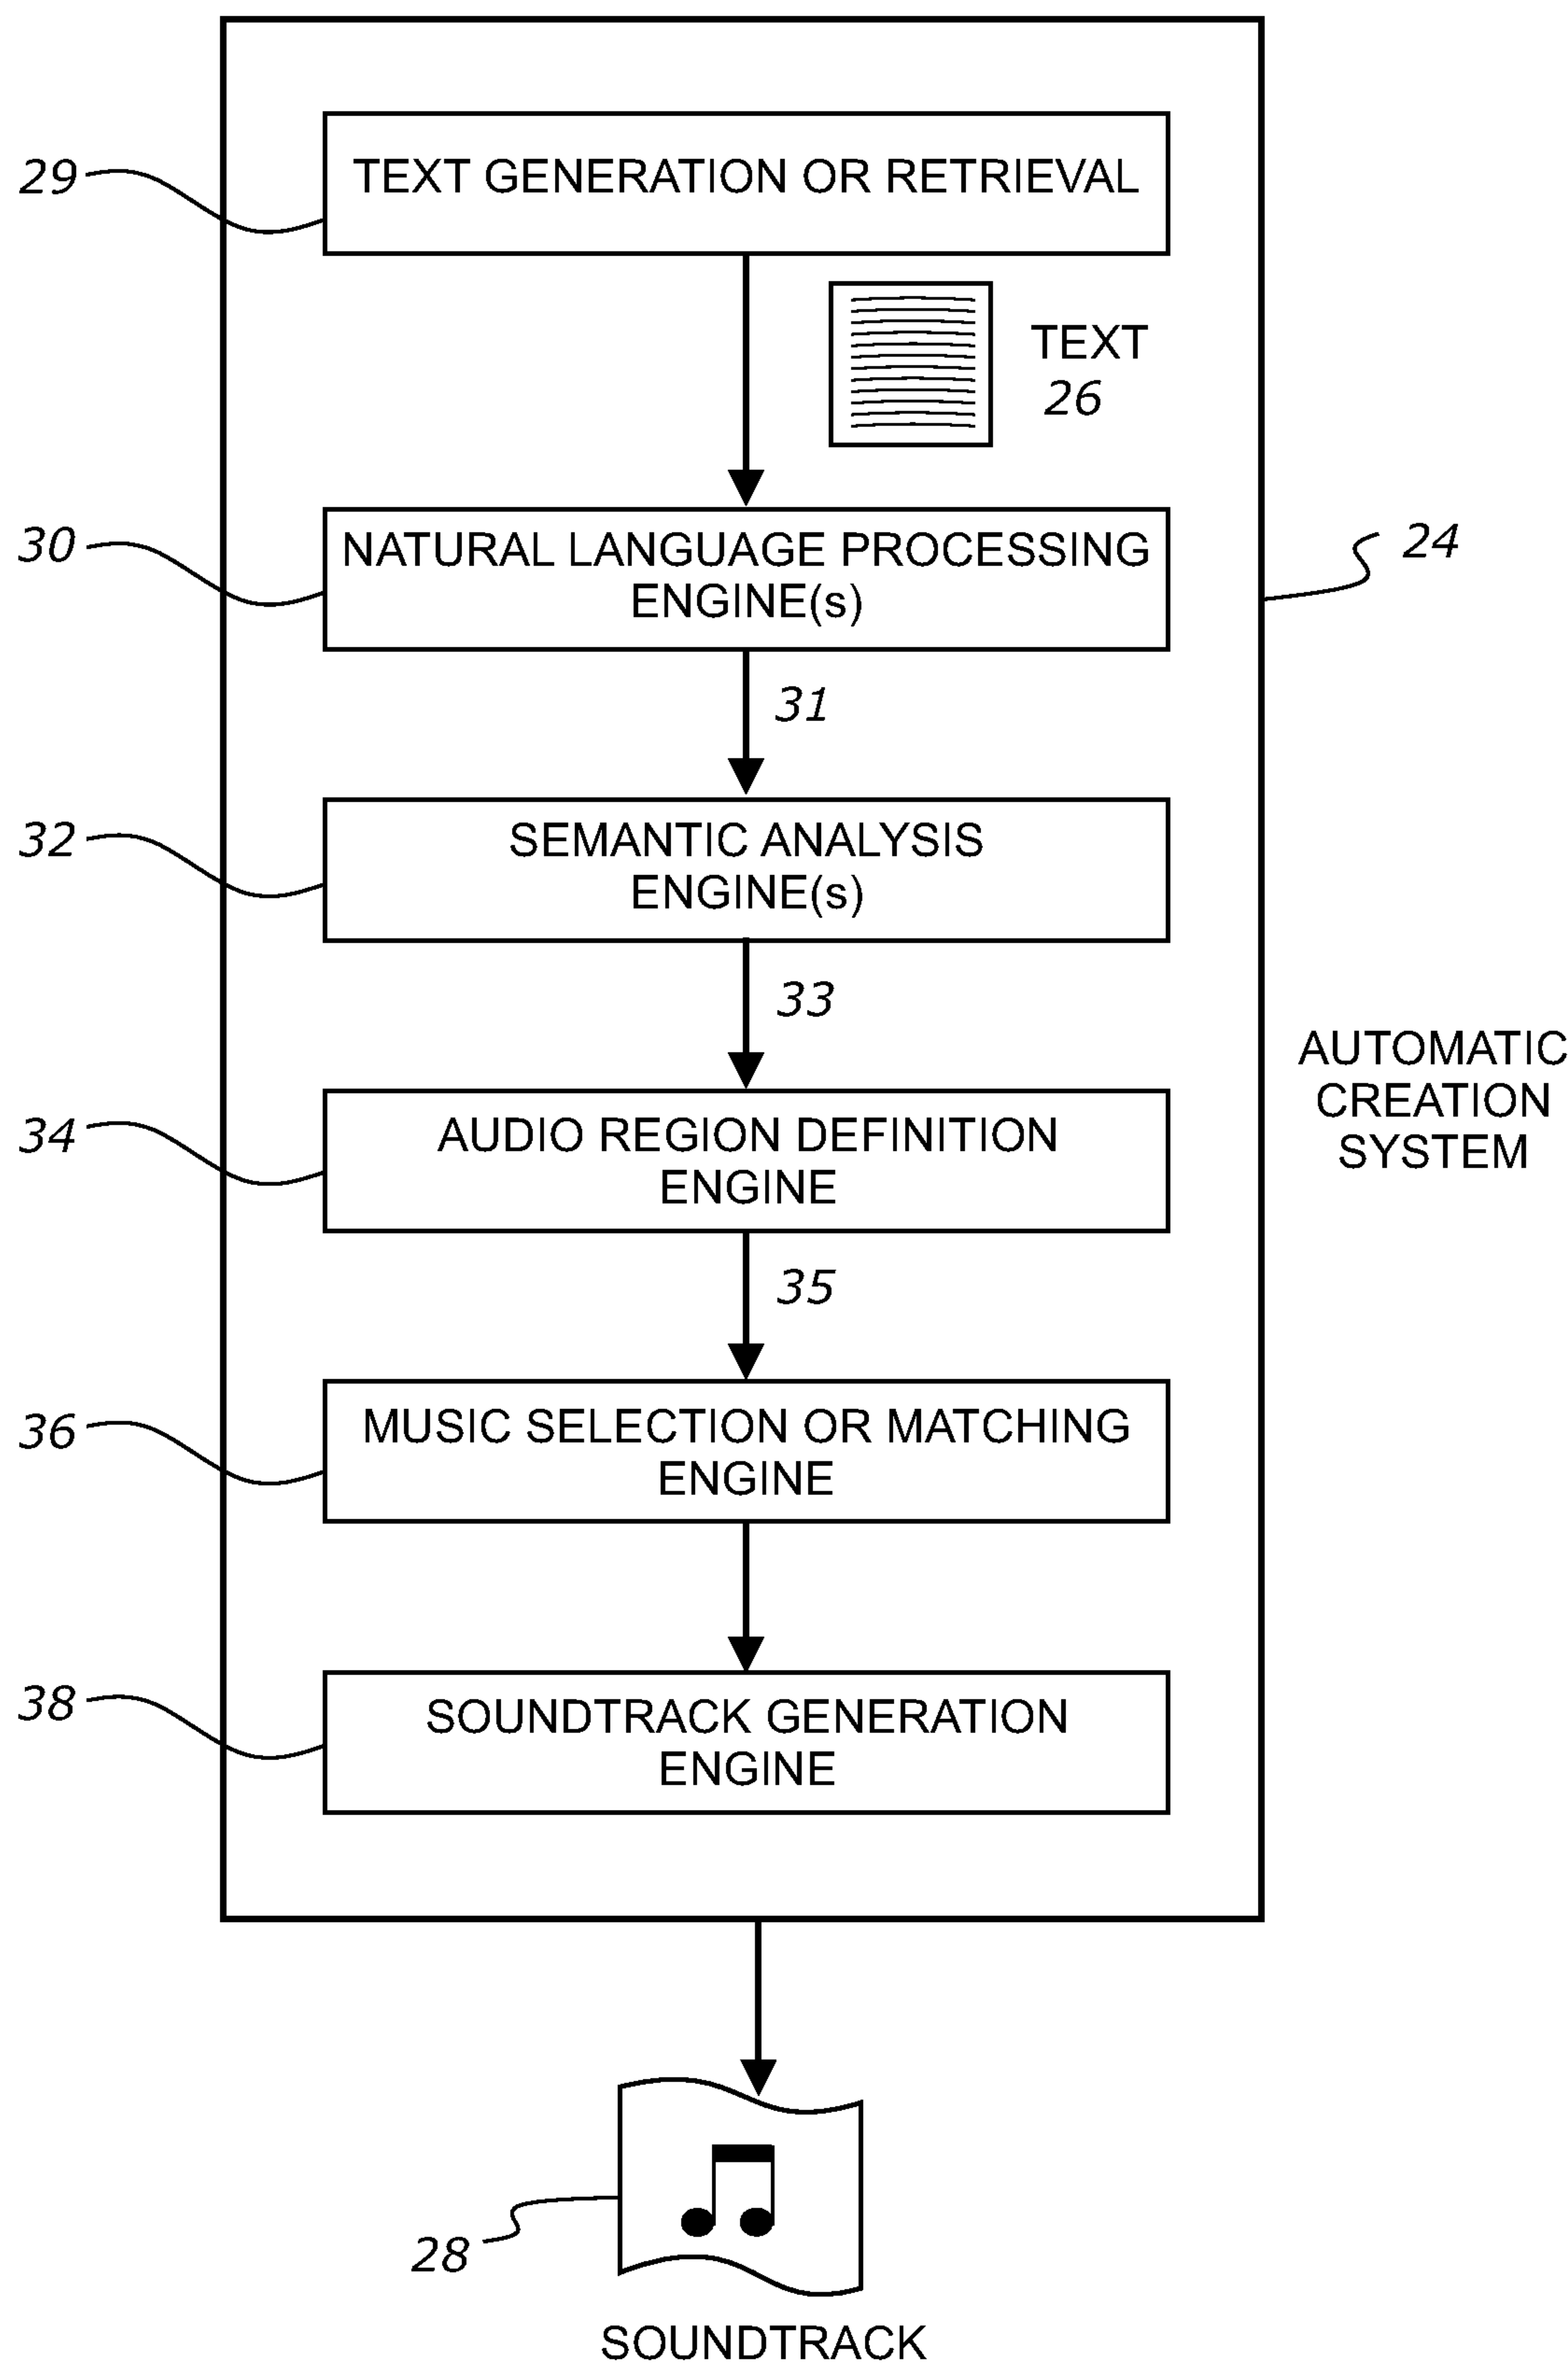 29
TEXT GENERATION OR RETRIEVAL
TEXT
26
30
NATURAL LANGUAGE PROCESSING
ENGINE(s)
24
31
32
SEMANTIC ANALYSIS
ENGINE(s)
33
AUTOMATIC
CREATION
SYSTEM
34
AUDIO REGION DEFINITION
ENGINE
35
36
MUSIC SELECTION OR MATCHING
ENGINE
38
SOUNDTRACK GENERATION
ENGINE
28
SOUNDTRACK